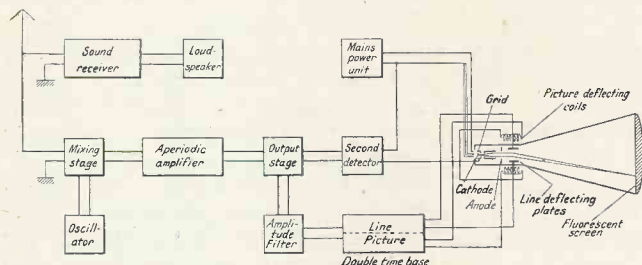 Sound
receiver
Loud-
speaker
Mains
power
unit
Grid
Picture deflecting
coils
Mixing
stage
Aperiodic
amplifier
Output
stage
Second
detector
Cathode
Anode
Line deflecting
plates
Fluorescent
screen
Oscill-
ator
Ampli-
tude
Filter
Line
Picture
Double time base